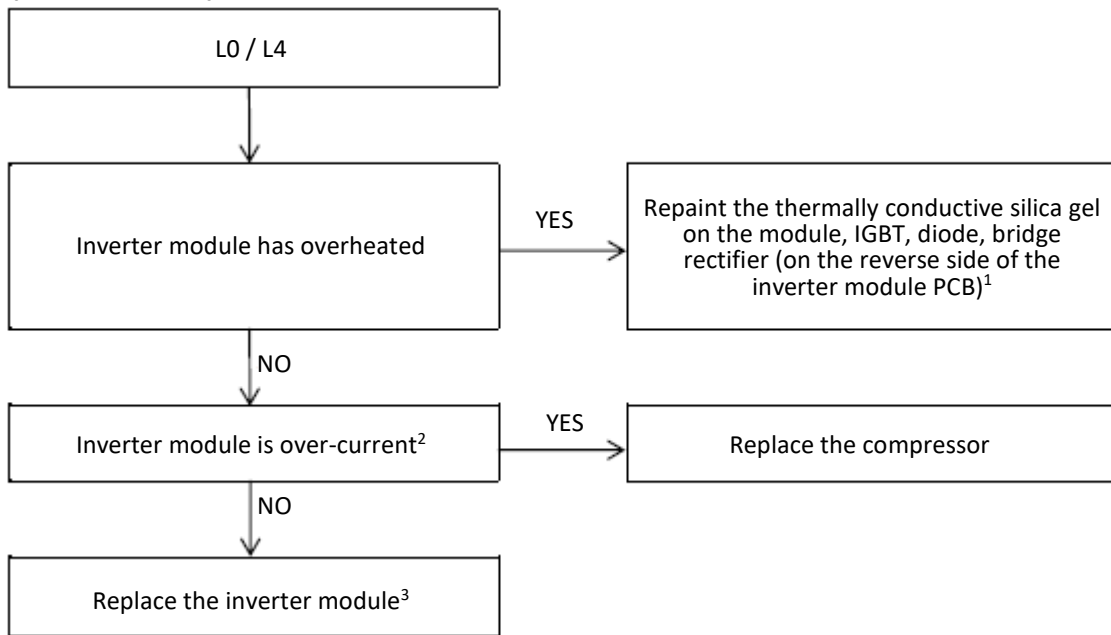 L0 / L4
Inverter module has overheated
YES
Repaint the thermally conductive silica gel
on the module, IGBT, diode, bridge
rectifier (on the reverse side of the
inverter module PCB)1
NO
Inverter module is over-current2
YES
Replace the compressor
NO
Replace the inverter module3